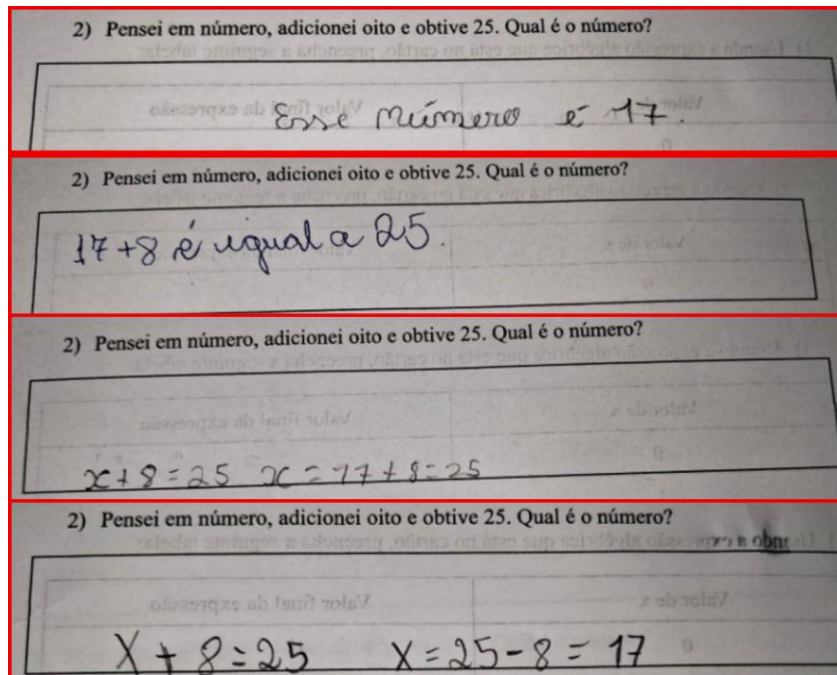 2) Pensei em número, adicionei oito e obtive 25. Qual é o número?
Esse número é 17.
2) Pensei em número, adicionei oito e obtive 25. Qual é o número?
17+8 é igual a 25.
2) Pensei em número, adicionei oito e obtive 25. Qual é o número?
x+8=25 x=17+8=25
2) Pensei em número, adicionei oito e obtive 25. Qual é o número?
X+8=25 X=25-8=17